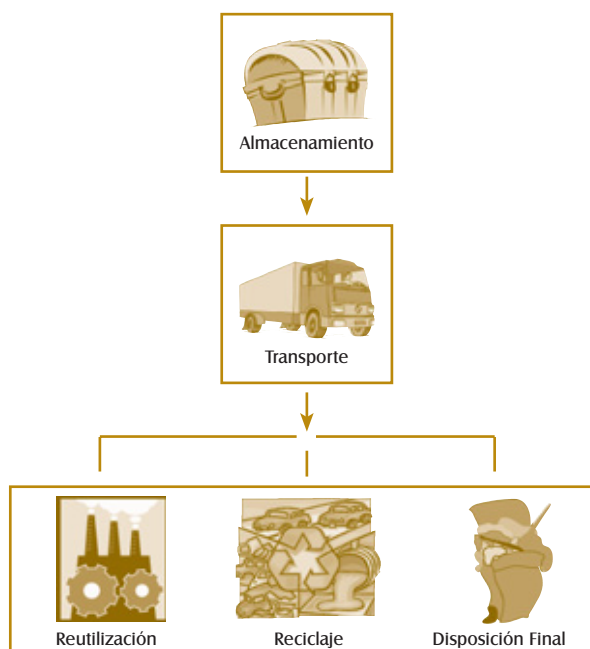 Almacenamiento
Transporte
Reutilización
Reciclaje
Disposición Final